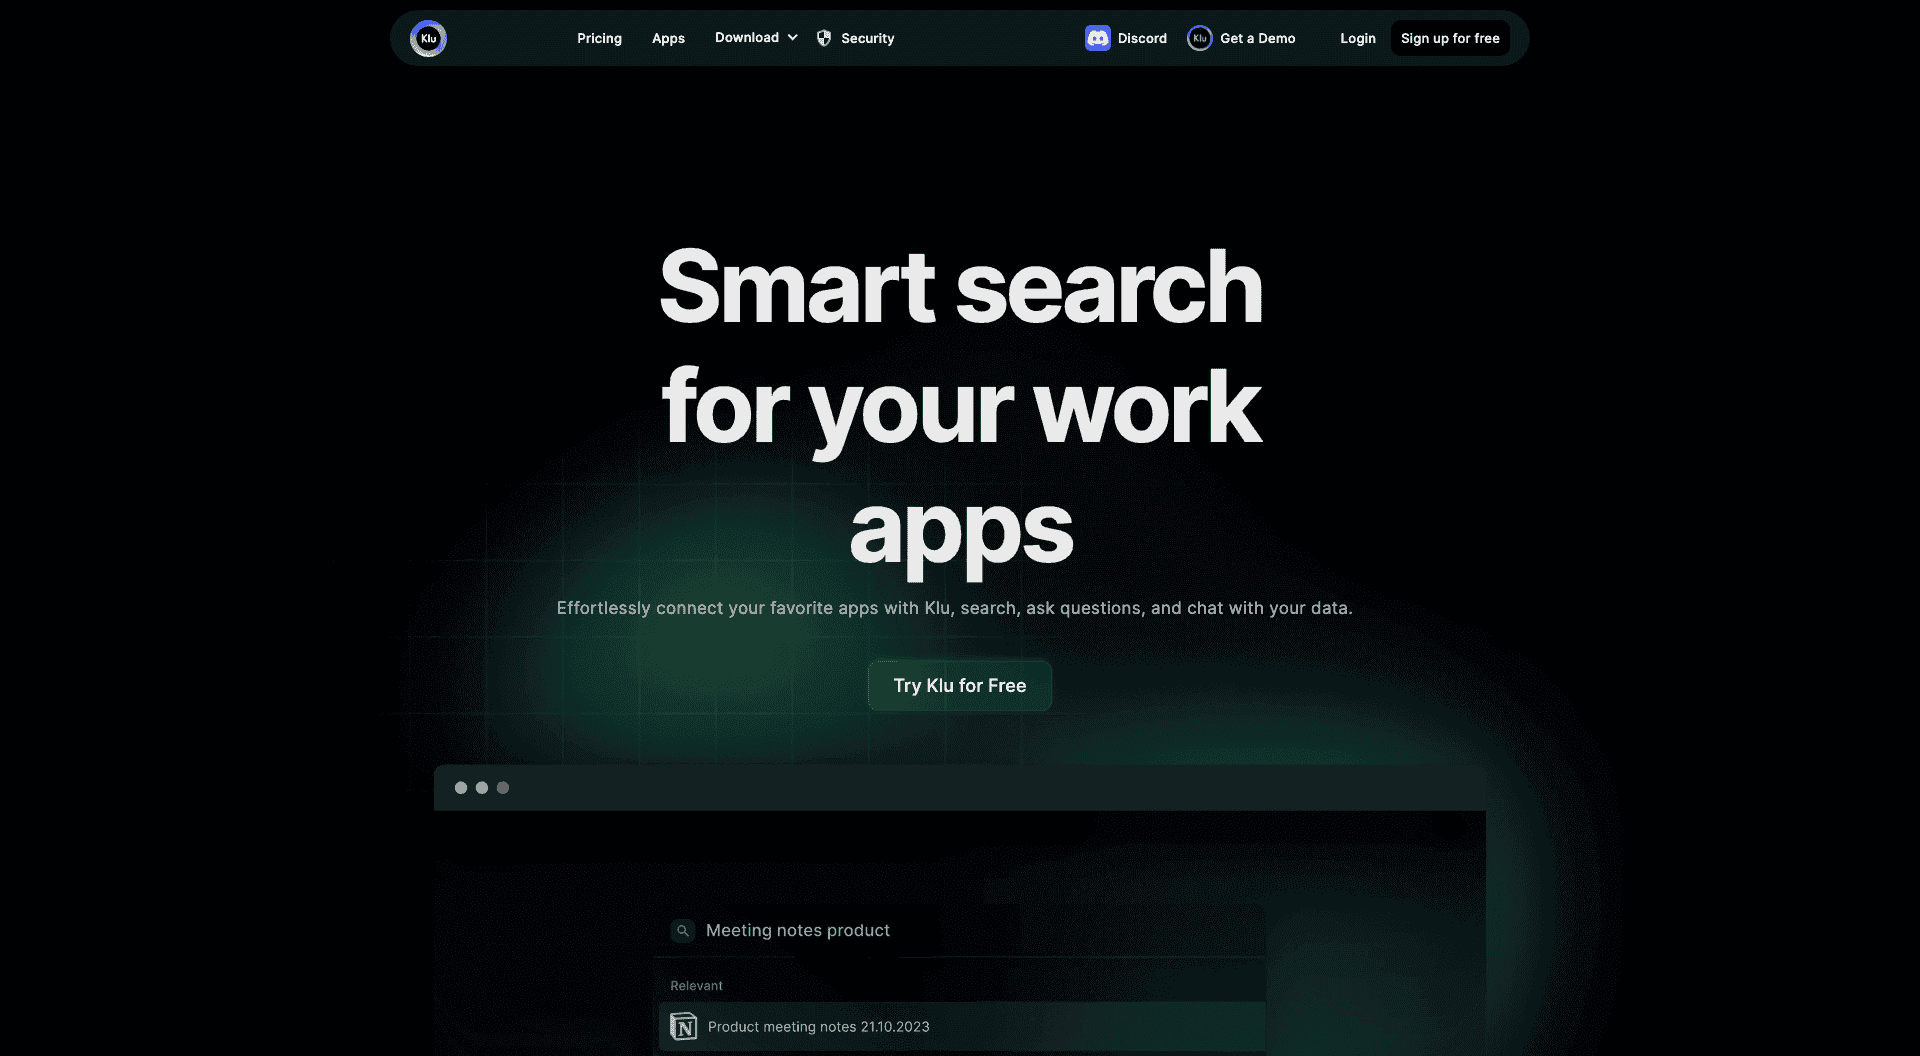 Klu
Pricing
Apps
Download
Security
Discord
Klu
Get a Demo
Login
Sign up for free
Smart search
for your work
apps
Effortlessly connect your favorite apps with Klu, search, ask questions, and chat with your data.
Try Klu for Free
Meeting notes product
Relevant
N
Product meeting notes 21.10.2023